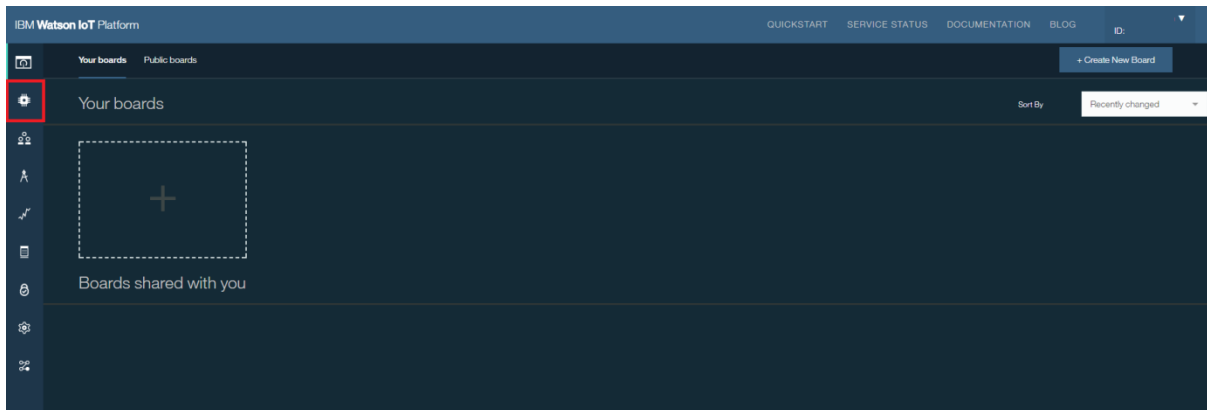 IBM Watson IoT Platform
QUICKSTART SERVICE STATUS DOCUMENTATION BLOG
ID:
Your boards Public boards
+ Create New Board
Your boards
Sort By
Recently changed
Boards shared with you